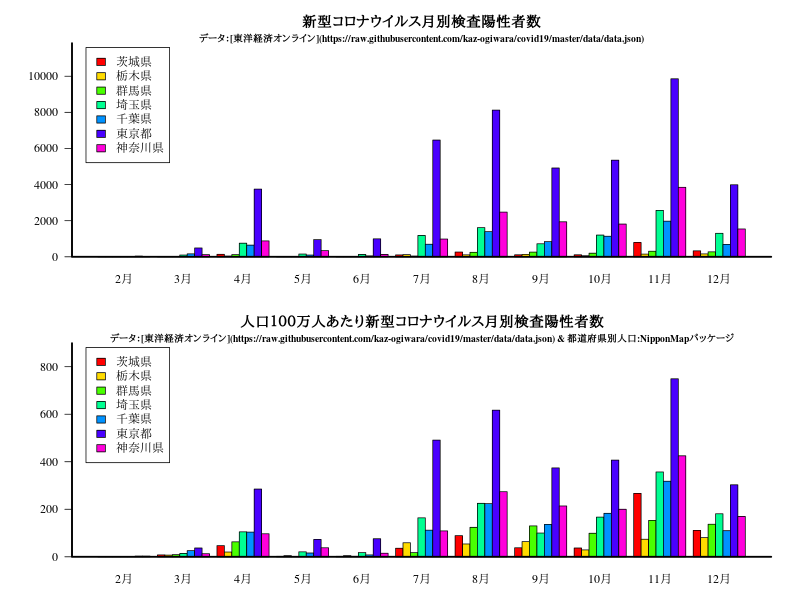 新型コロナウイルス月別検査陽性者数
データ:[東洋経済オンライン](https://raw.githubusercontent.com/kaz-ogiwara/covid19/master/data/data.json)
茨城県
栃木県
群馬県
埼玉県
千葉県
東京都
神奈川県
10000
8000
6000
4000
2000
0
2月 3月 4月 5月 6月 7月 8月 9月 10月 11月 12月
人口100万人あたり新型コロナウイルス月別検査陽性者数
データ:[東洋経済オンライン](https://raw.githubusercontent.com/kaz-ogiwara/covid19/master/data/data.json) & 都道府県別人口:NipponMapパッケージ
茨城県
栃木県
群馬県
埼玉県
千葉県
東京都
神奈川県
800
600
400
200
0
2月 3月 4月 5月 6月 7月 8月 9月 10月 11月 12月